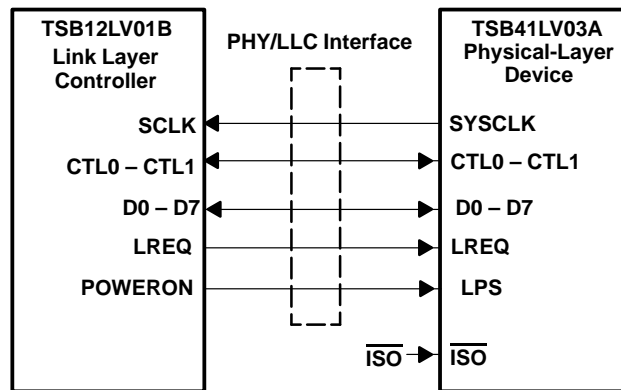 TSB12LV01B
Link Layer
Controller
PHY/LLC Interface
TSB41LV03A
Physical-Layer
Device
SCLK
SYSCLK
CTL0 – CTL1
CTL0 – CTL1
D0 – D7
D0 – D7
LREQ
LREQ
POWERON
LPS
ISO
ISO